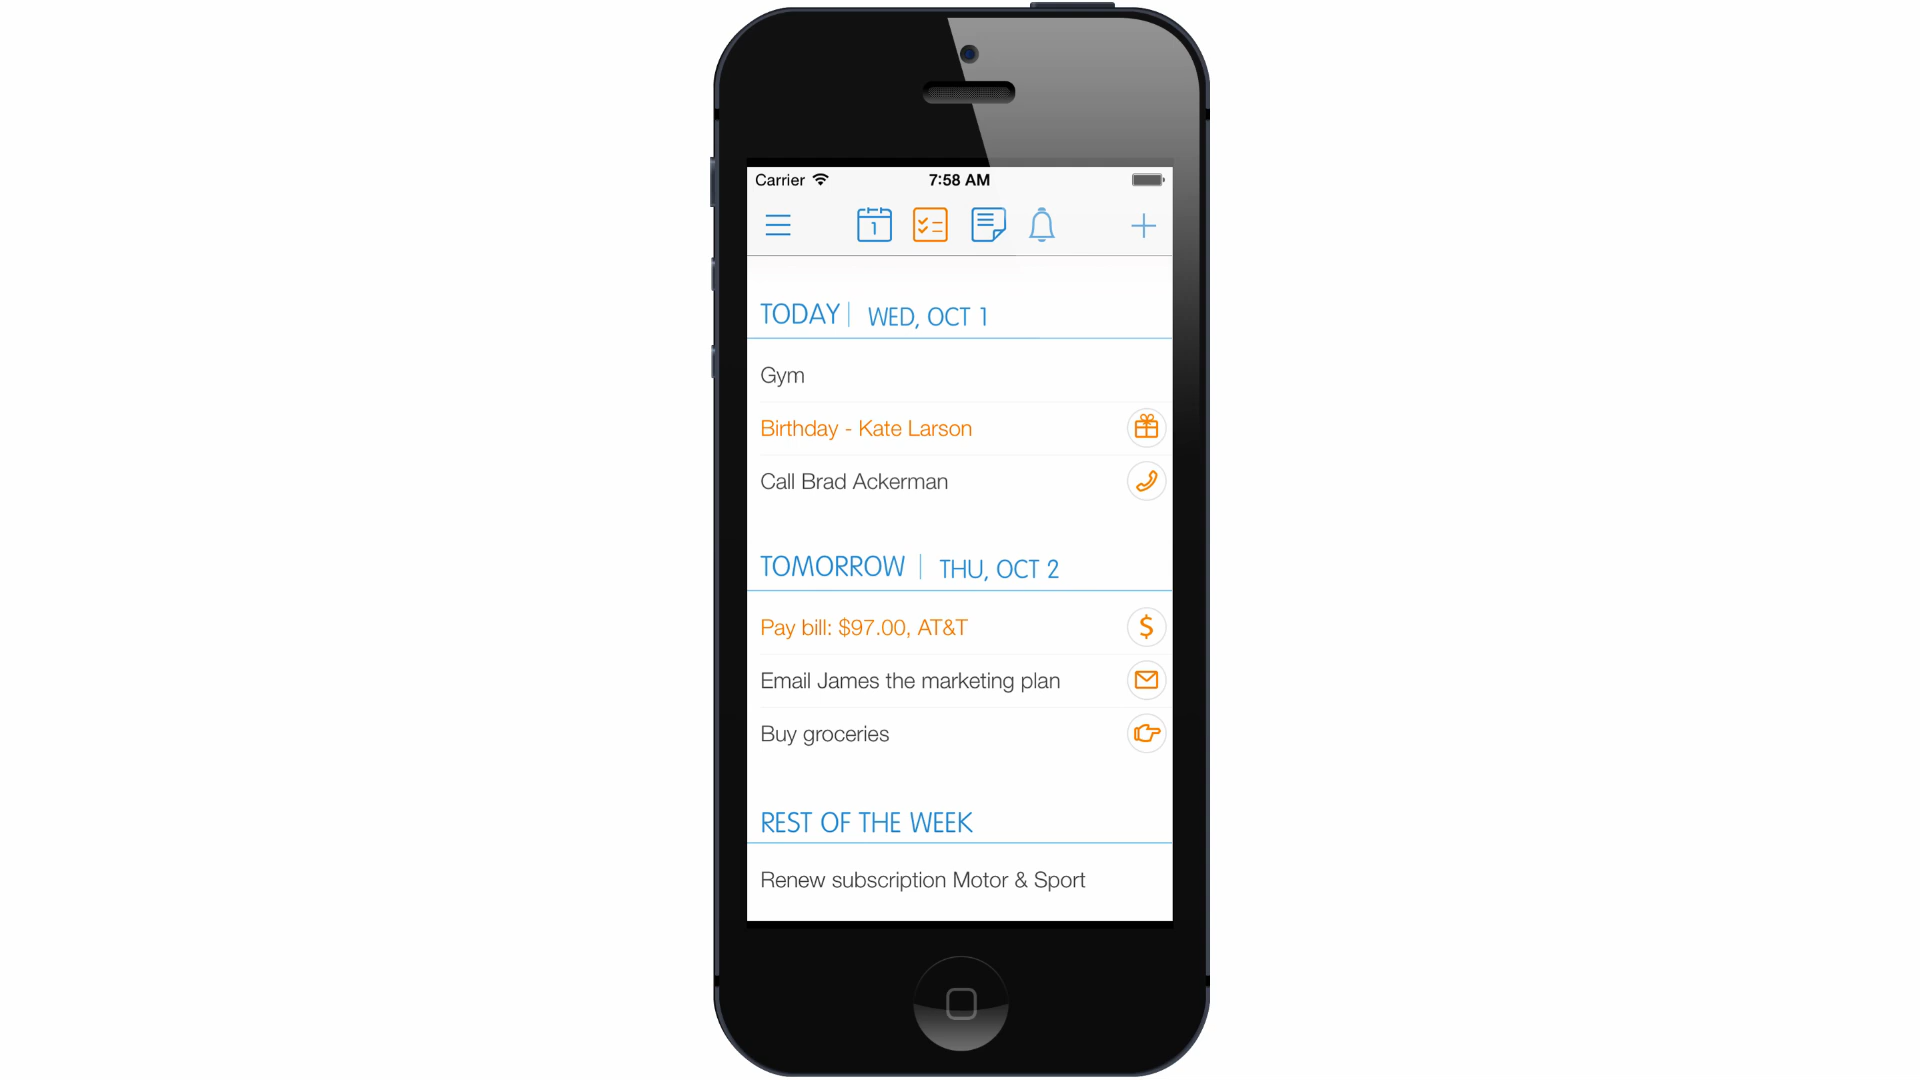 Carrier 7:58 AM
1
TODAY WED, OCT 1
Gym
Birthday - Kate Larson
Call Brad Ackerman
TOMORROW THU, OCT 2
Pay bill: $97.00, AT&T
$
Email James the marketing plan
Buy groceries
REST OF THE WEEK
Renew subscription Motor & Sport